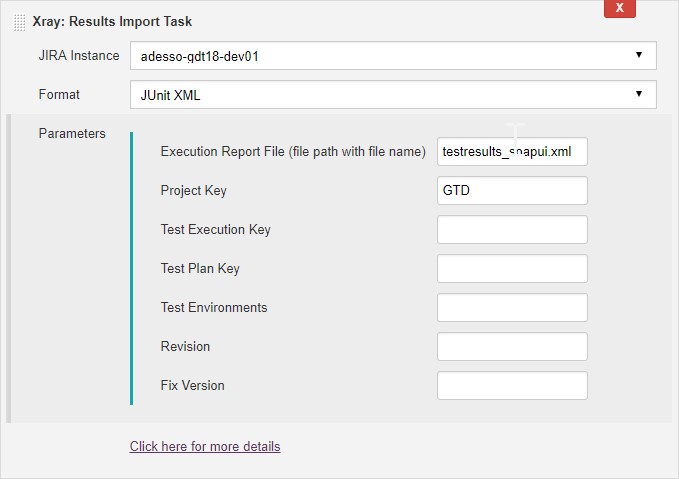 Xray: Results Import Task
X
JIRA Instance
adesso-gdt18-dev01
Format
JUnit XML
Parameters
Execution Report File (file path with file name)
testresults_soapui.xml
Project Key
GTD
Test Execution Key
Test Plan Key
Test Environments
Revision
Fix Version
Click here for more details